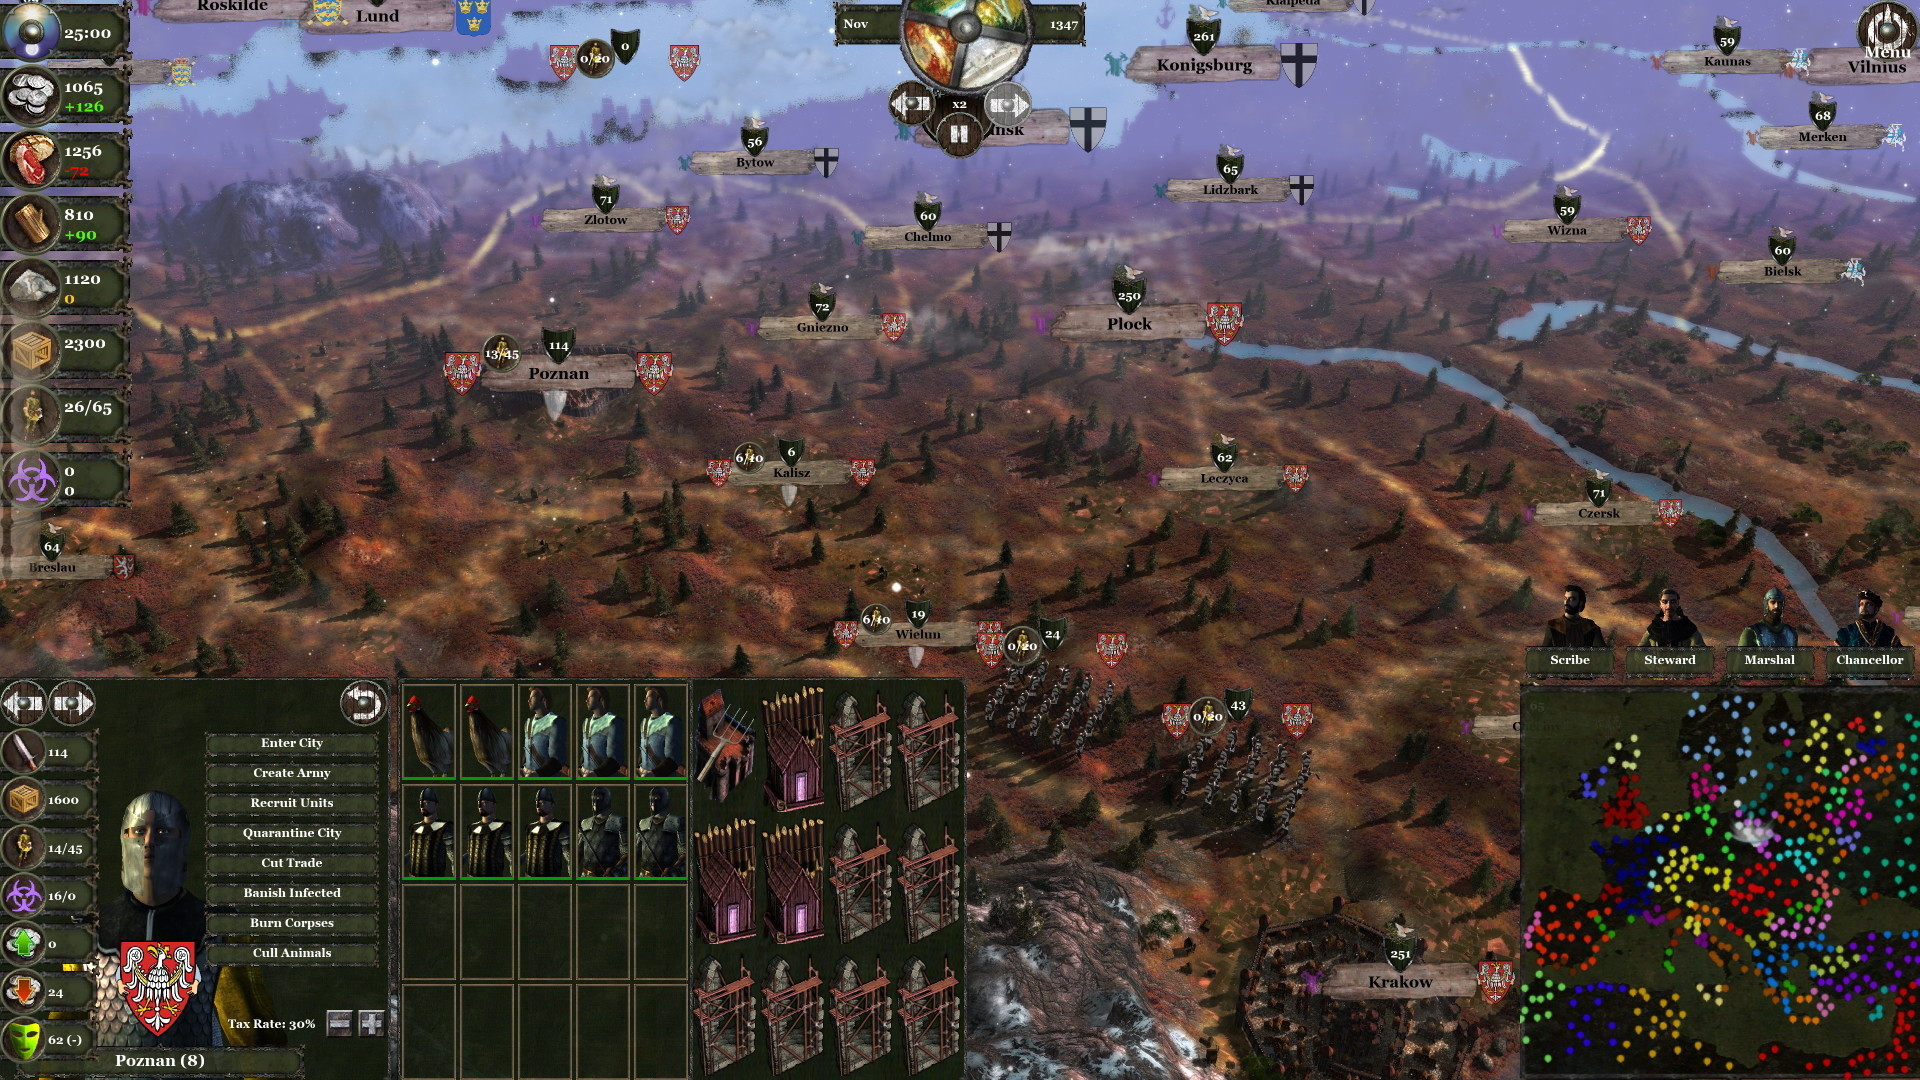 25:00
1065
+126
1256
-72
810
+90
1120
0
2300
26/65
0
0
Roskilde
Lund
0/20
0
Nov
1347
x2
261
Konigsburg
Klaipeda
59
Kaunas
Menu
Vilnius
68
Merken
nsk
56
Bytow
65
Lidzbark
71
Zlotow
60
Chelmo
59
Wizna
60
Bielsk
72
Gniezno
250
Plock
13/45
114
Poznan
6/10
6
Kalisz
62
Leczyca
71
Czersk
64
Breslau
6/10
19
Wielun
0/20
24
0/20
43
251
Krakow
Scribe
Steward
Marshal
Chancellor
114
1600
14/45
16/0
0
24
62 (-)
Enter City
Create Army
Recruit Units
Quarantine City
Cut Trade
Banish Infected
Burn Corpses
Cull Animals
Tax Rate: 30%
Poznan (8)